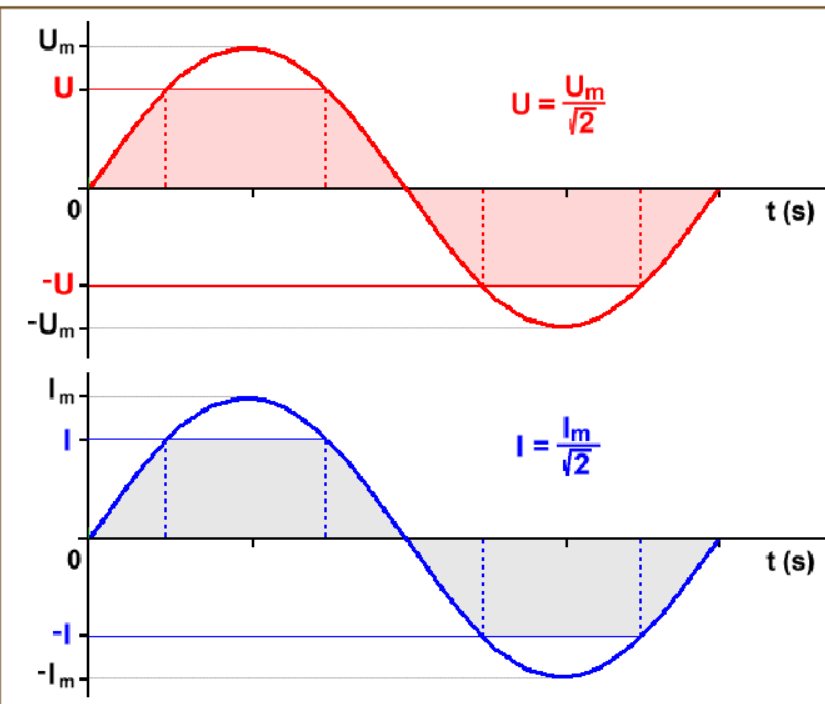 Um
U
U = Um/√2
0
t (s)
-U
-Um
Im
I
I = Im/√2
0
t (s)
-I
-Im